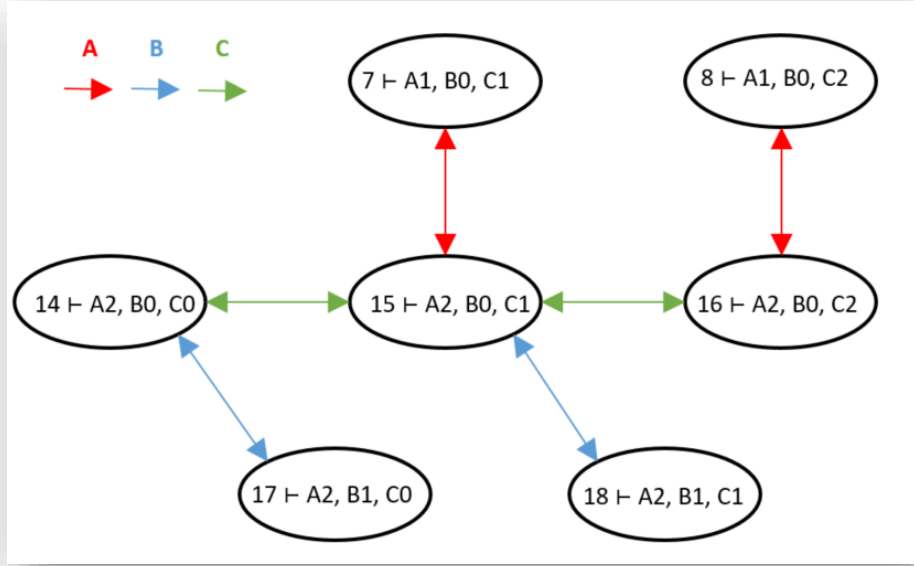 A B C
7 ⊢ A1, B0, C1
8 ⊢ A1, B0, C2
14 ⊢ A2, B0, C0
15 ⊢ A2, B0, C1
16 ⊢ A2, B0, C2
17 ⊢ A2, B1, C0
18 ⊢ A2, B1, C1